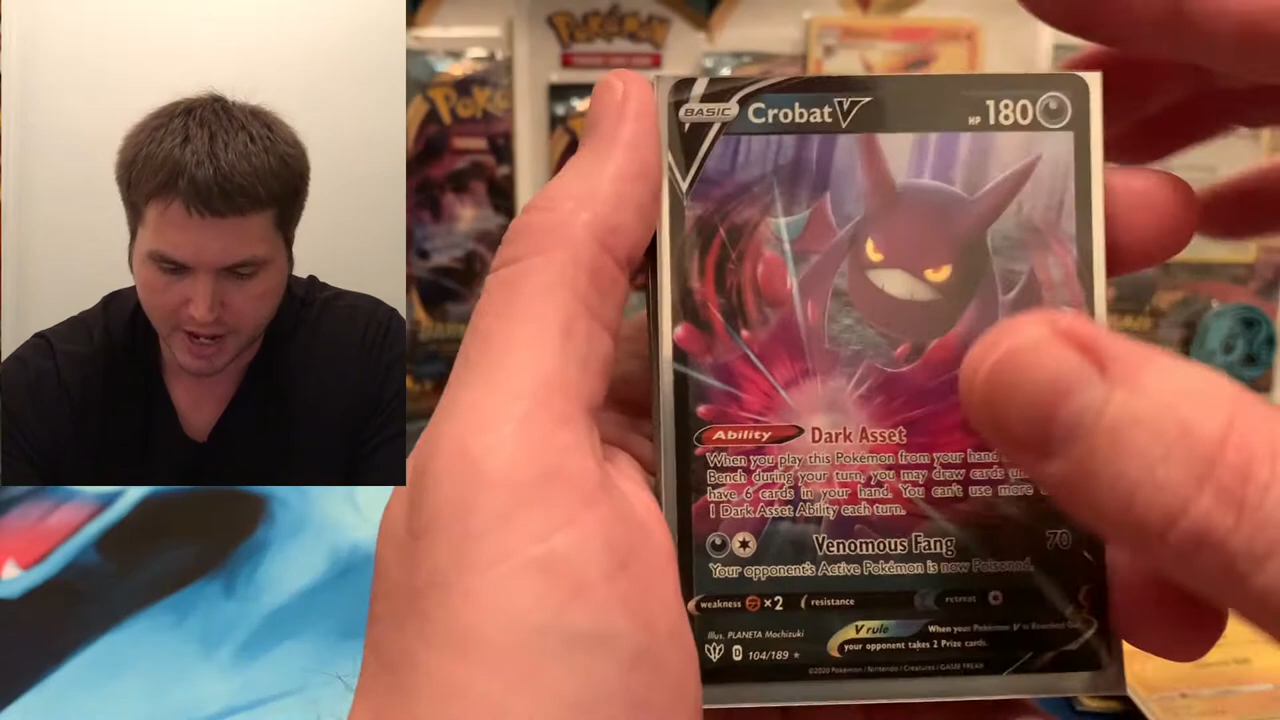 POKÉMON
POKÉ
BASIC
Crobat V
HP 180
Ability Dark Asset
When you play this Pokémon from your hand
Bench during your turn, you may draw cards
have 6 cards in your hand. You can't use more
1 Dark Asset Ability each turn.
Venomous Fang 70
Your opponent's Active Pokémon is now Poisoned.
weakness ×2 resistance retreat
Illus. PLANETA Mochizuki
V rule When your Pokémon V is Knocked Out,
your opponent takes 2 Prize cards.
D 104/189
©2020 Pokémon / Nintendo / Creatures / GAME FREAK